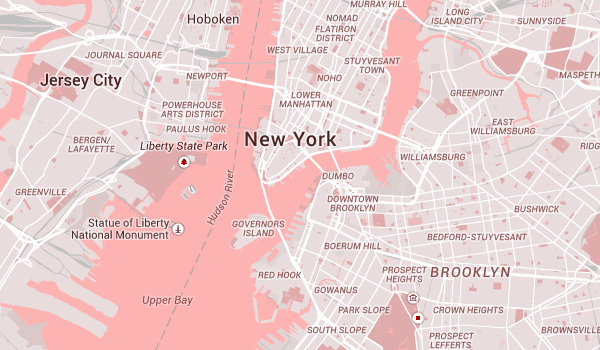 MURRAY HILL
Hoboken
NOMAD
FLATIRON
DISTRICT
LONG
ISLAND CITY
SUNNYSIDE
JOURNAL SQUARE
WEST VILLAGE
STUYVESANT
TOWN
Jersey City
NEWPORT
NOHO
MASPETH
LOWER
MANHATTAN
GREENPOINT
POWERHOUSE
ARTS DISTRICT
PAULUS HOOK
EAST
WILLIAMSBURG
BERGEN/
LAFAYETTE
Liberty State Park
New York
RIDG
WILLIAMSBURG
GREENVILLE
Hudson River
DUMBO
DOWNTOWN
BROOKLYN
BUSHWICK
Statue of Liberty
National Monument
GOVERNORS
ISLAND
BEDFORD-STUYVESANT
BOERUM HILL
RED HOOK
PROSPECT
HEIGHTS
BROOKLYN
GOWANUS
Upper Bay
PARK SLOPE
CROWN HEIGHTS
SOUTH SLOPE
BROWNSVILLE
PROSPECT
LEFFERTS